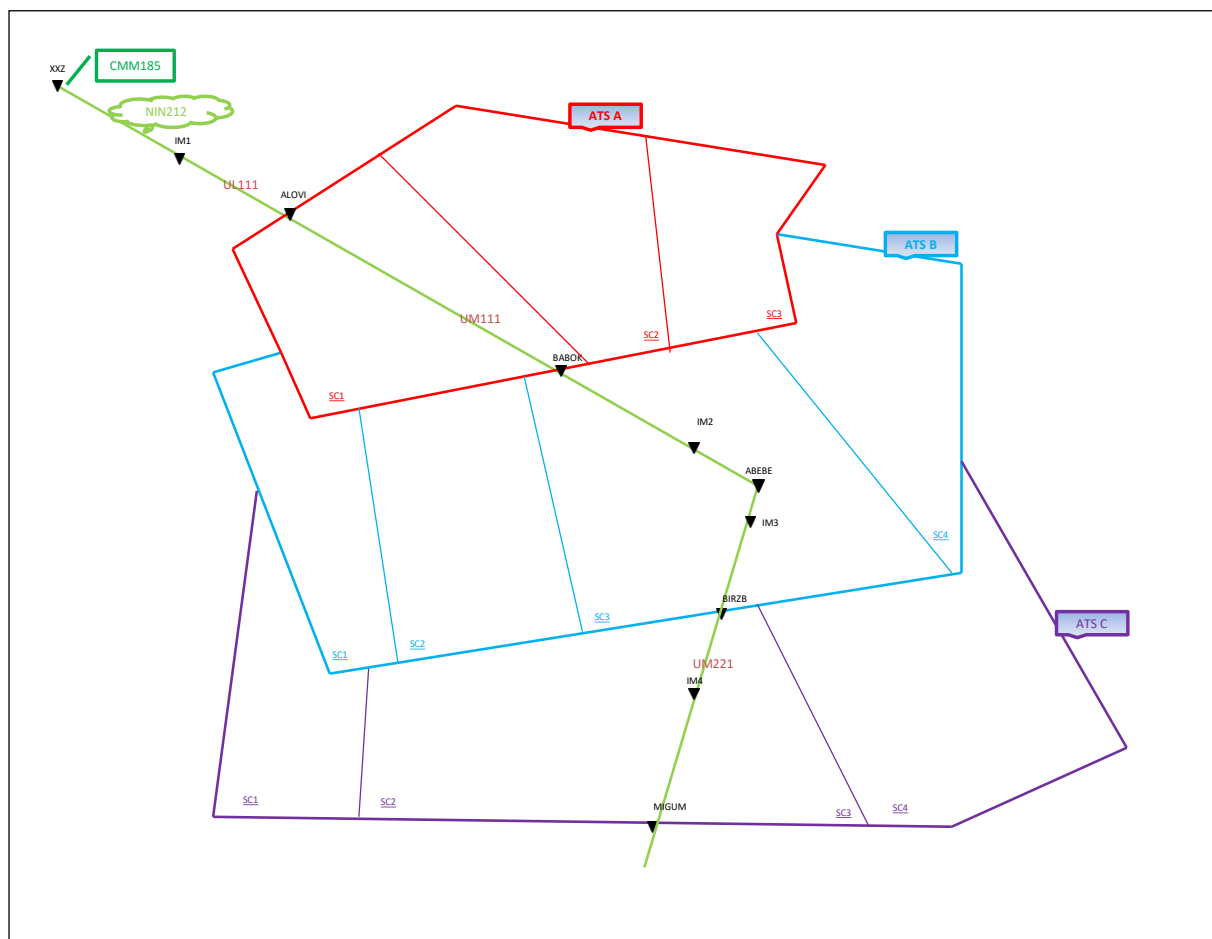 XXZ
CMM185
NIN212
IM1
UL111
ALOVI
ATS A
ATS B
UM111
SC3
SC2
BABOK
SC1
IM2
ABEBE
IM3
SC4
BIRZB
SC3
SC2
SC1
ATS C
UM221
IM4
SC1
SC2
MIGUM
SC3
SC4